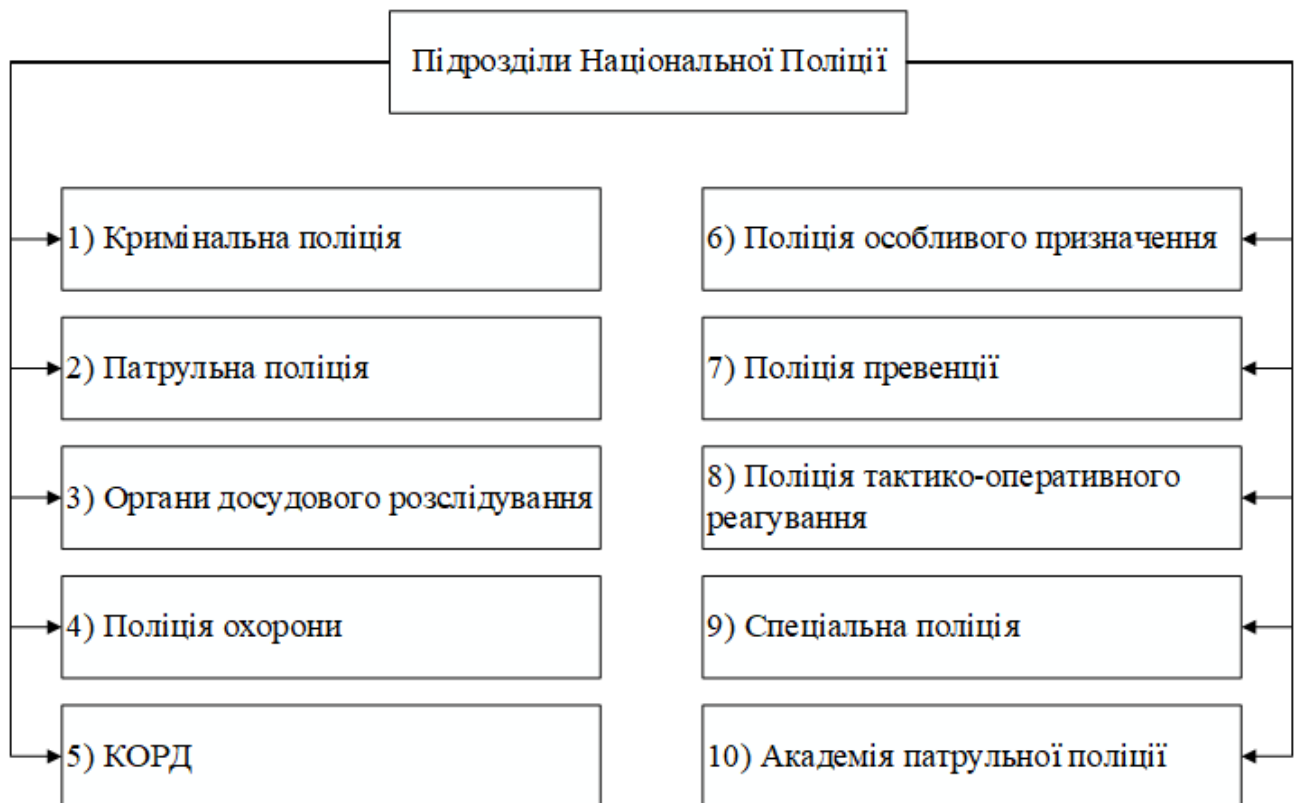 Підрозділи Національної Поліції
1) Кримінальна поліція
2) Патрульна поліція
3) Органи досудового розслідування
4) Поліція охорони
5) КОРД
6) Поліція особливого призначення
7) Поліція превенції
8) Поліція тактико-оперативного
реагування
9) Спеціальна поліція
10) Академія патрульної поліції